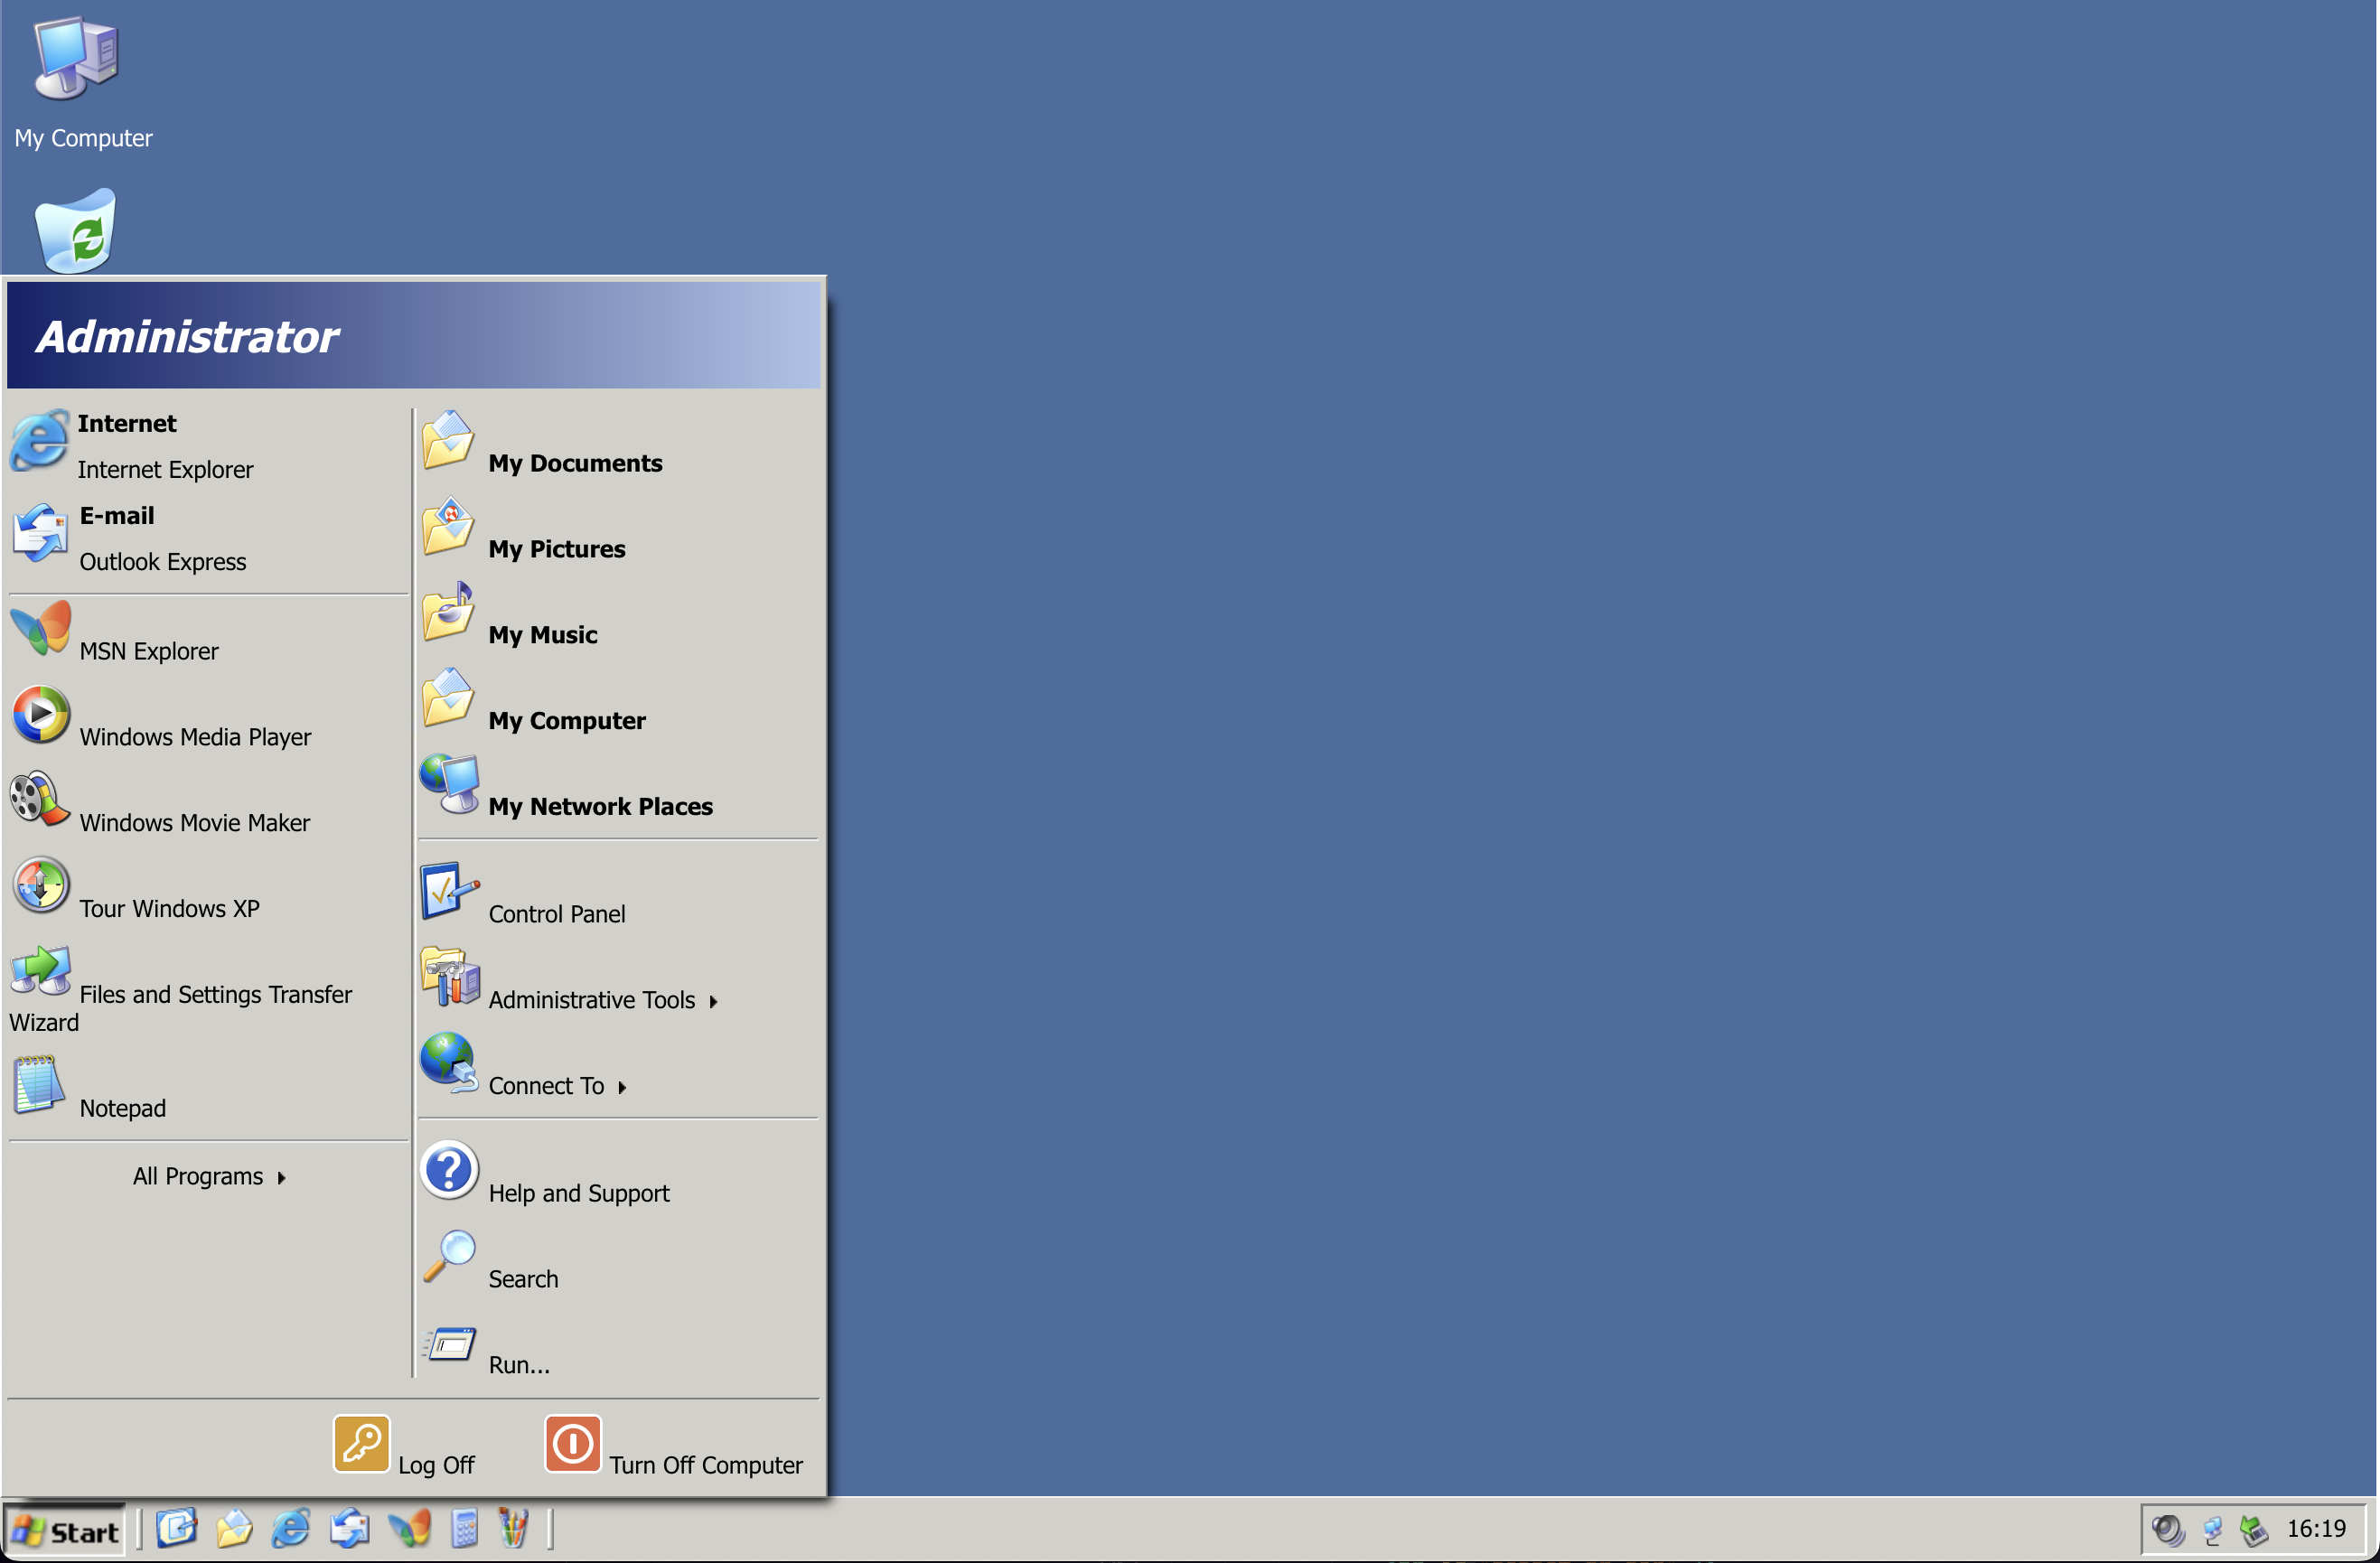 My Computer
Administrator
Internet
Internet Explorer
E-mail
Outlook Express
MSN Explorer
Windows Media Player
Windows Movie Maker
Tour Windows XP
Files and Settings Transfer
Wizard
Notepad
All Programs
My Documents
My Pictures
My Music
My Computer
My Network Places
Control Panel
Administrative Tools
Connect To
Help and Support
Search
Run...
Log Off
Turn Off Computer
Start
16:19